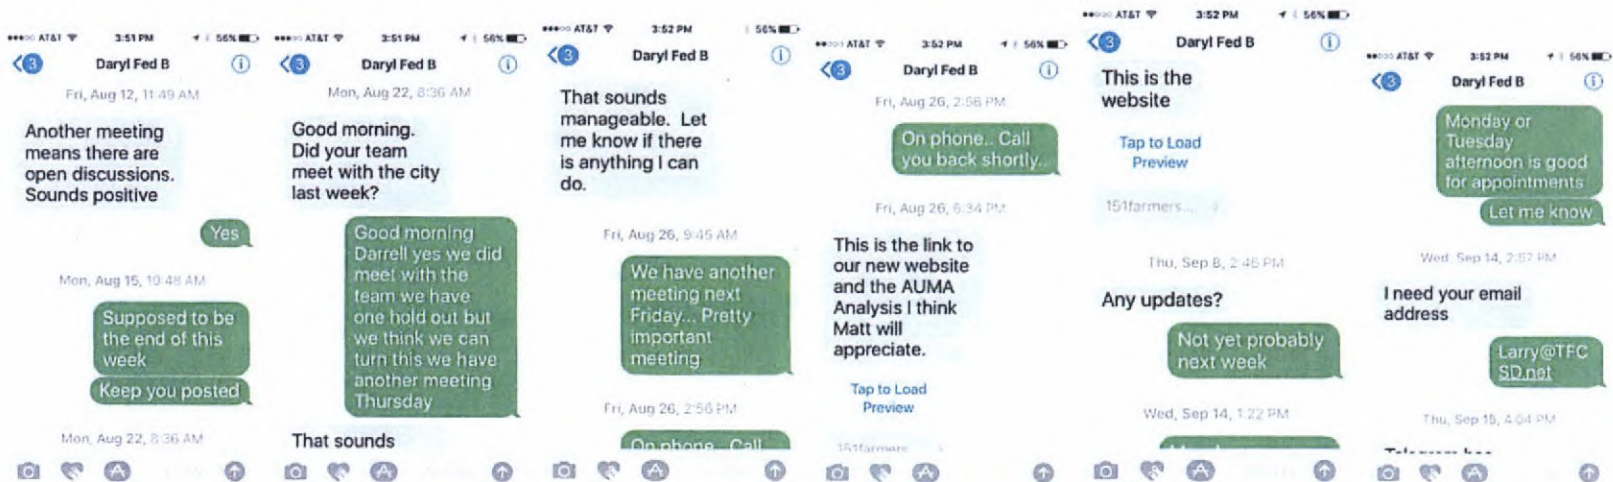 AT&T 3:51 PM 56%
3 Daryl Fed B
Fri, Aug 12, 11:49 AM
Another meeting
means there are
open discussions.
Sounds positive
Yes
Mon, Aug 15, 10:48 AM
Supposed to be
the end of this
week
Keep you posted
Mon, Aug 22, 8:36 AM
AT&T 3:51 PM 56%
3 Daryl Fed B
Mon, Aug 22, 8:36 AM
Good morning.
Did your team
meet with the city
last week?
Good morning
Darrell yes we did
meet with the
team we have
one hold out but
we think we can
turn this we have
another meeting
Thursday
That sounds
AT&T 3:52 PM 56%
3 Daryl Fed B
That sounds
manageable. Let
me know if there
is anything I can
do.
Fri, Aug 26, 9:45 AM
We have another
meeting next
Friday... Pretty
important
meeting
Fri, Aug 26, 2:56 PM
On phone.. Call
AT&T 3:52 PM 56%
3 Daryl Fed B
Fri, Aug 26, 2:56 PM
On phone.. Call
you back shortly..
Fri, Aug 26, 6:34 PM
This is the link to
our new website
and the AUMA
Analysis I think
Matt will
appreciate.
Tap to Load
Preview
151farmers....
AT&T 3:52 PM 56%
3 Daryl Fed B
This is the
website
Tap to Load
Preview
151farmers....
Thu, Sep 8, 2:46 PM
Any updates?
Not yet probably
next week
Wed, Sep 14, 1:22 PM
AT&T 3:52 PM 56%
3 Daryl Fed B
Monday or
Tuesday
afternoon is good
for appointments
Let me know
Wed, Sep 14, 2:57 PM
I need your email
address
Larry@TFC
SD.net
Thu, Sep 15, 4:04 PM